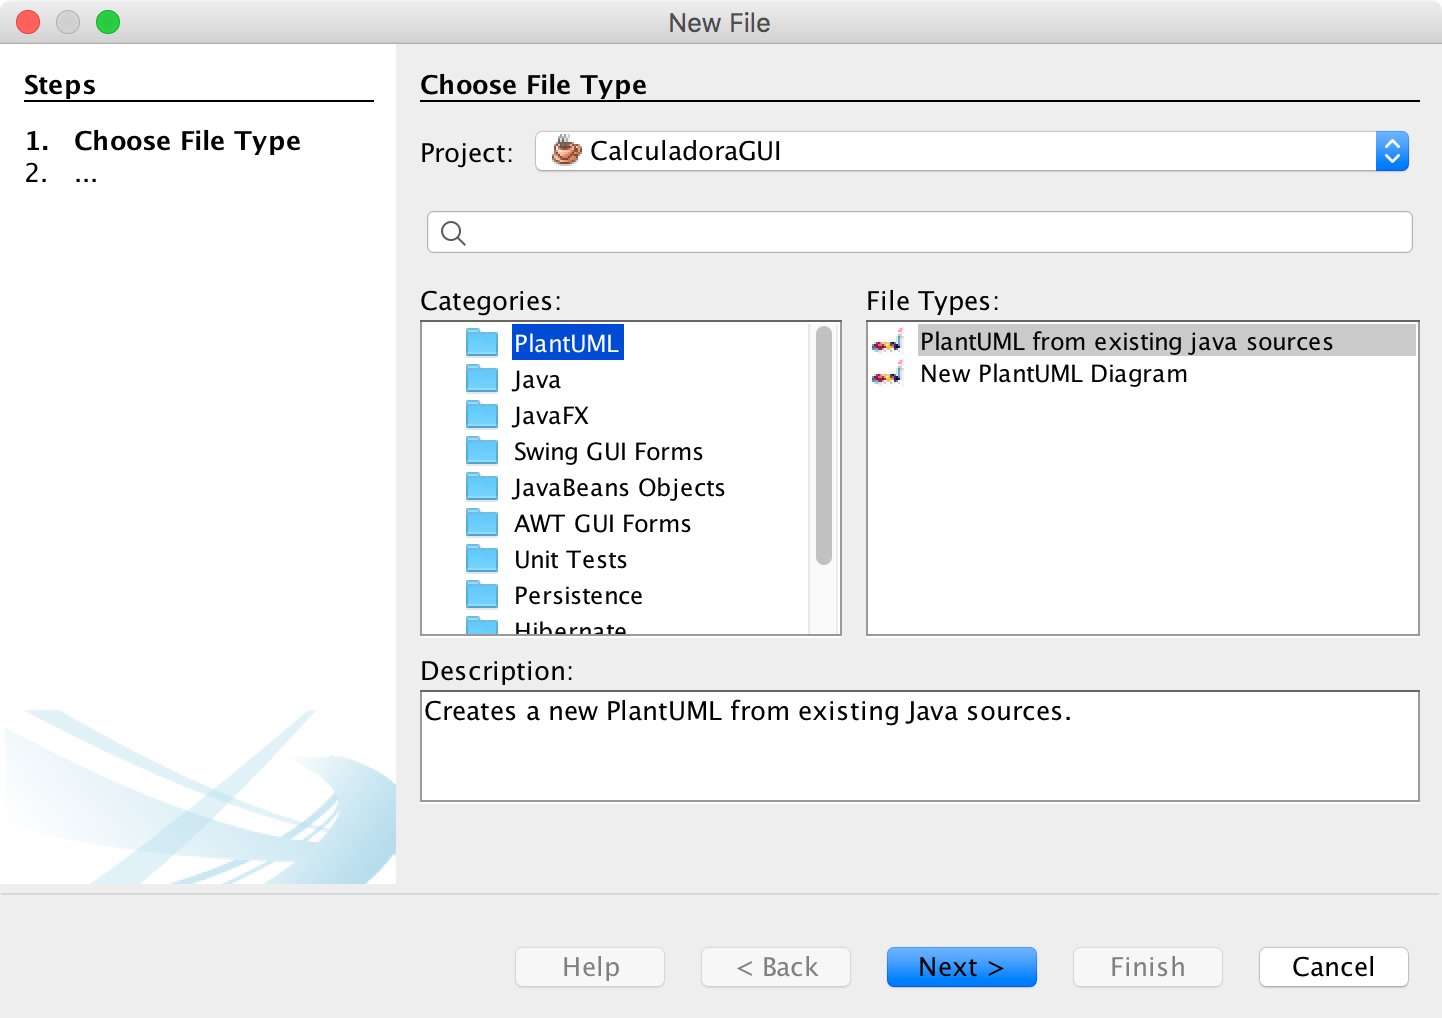 New File
Steps
1. Choose File Type
2. ...
Choose File Type
Project: CalculadoraGUI
Categories:
PlantUML
Java
JavaFX
Swing GUI Forms
JavaBeans Objects
AWT GUI Forms
Unit Tests
Persistence
Hibernate
File Types:
PlantUML from existing java sources
New PlantUML Diagram
Description:
Creates a new PlantUML from existing Java sources.
Help < Back Next > Finish Cancel